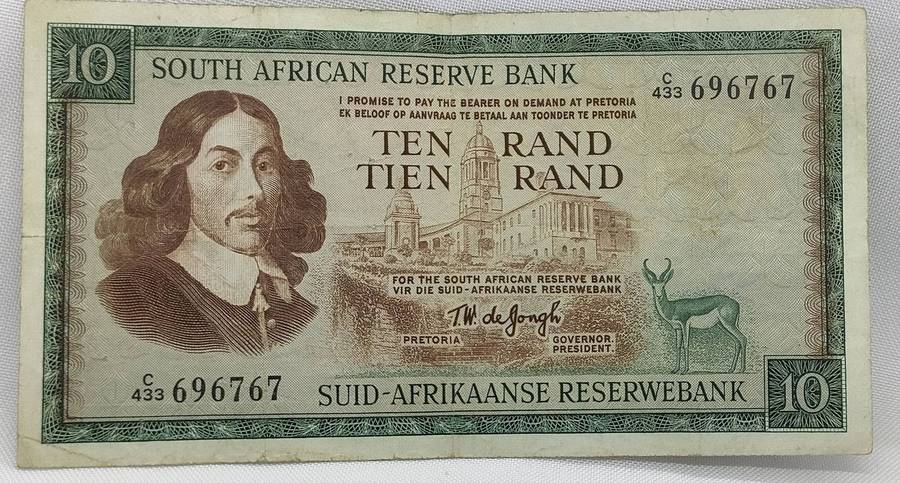 10
SOUTH AFRICAN RESERVE BANK
C/433 696767
I PROMISE TO PAY THE BEARER ON DEMAND AT PRETORIA
EK BELOOF OP AANVRAAG TE BETAAL AAN TOONDER TE PRETORIA
TEN RAND
TIEN RAND
FOR THE SOUTH AFRICAN RESERVE BANK
VIR DIE SUID-AFRIKAANSE RESERWEBANK
T.W. de Jongh
PRETORIA GOVERNOR.
PRESIDENT.
C/433 696767
SUID-AFRIKAANSE RESERWEBANK
10